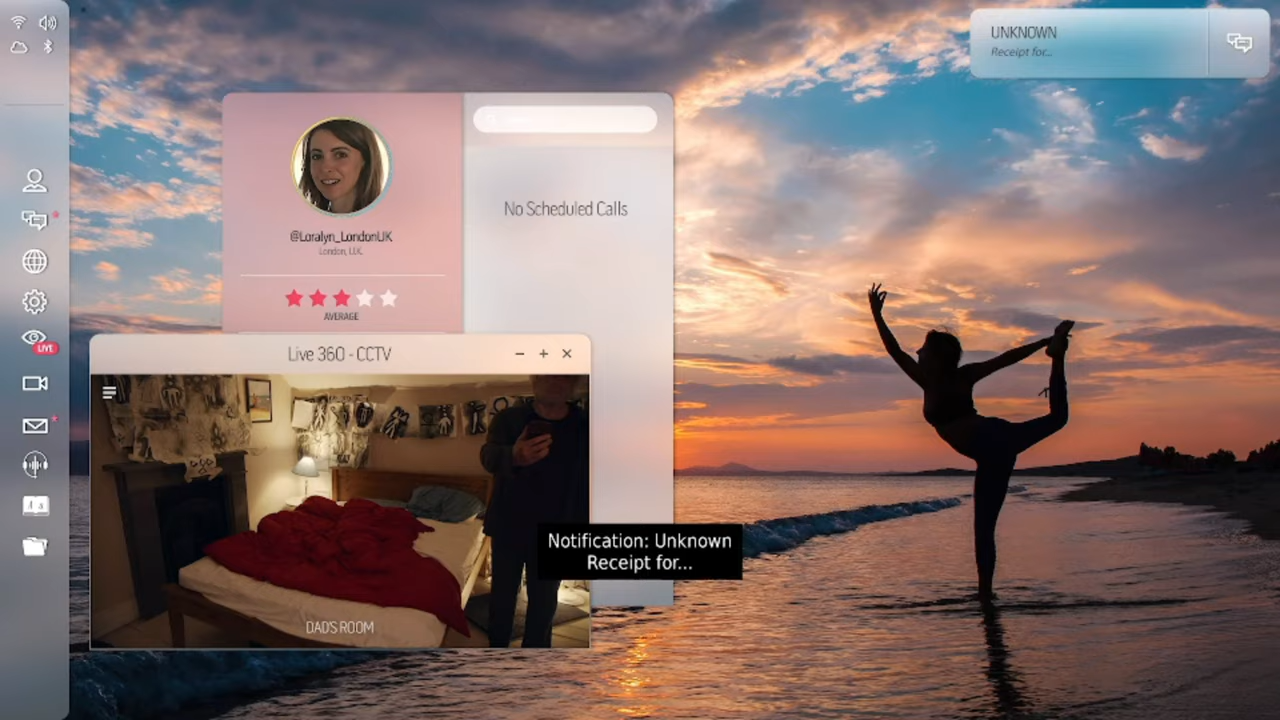 UNKNOWN
Receipt for...
@Loralyn_LondonUK
London, U.K.
AVERAGE
No Scheduled Calls
Live 360 - CCTV
LIVE
DAD'S ROOM
Notification: Unknown
Receipt for...